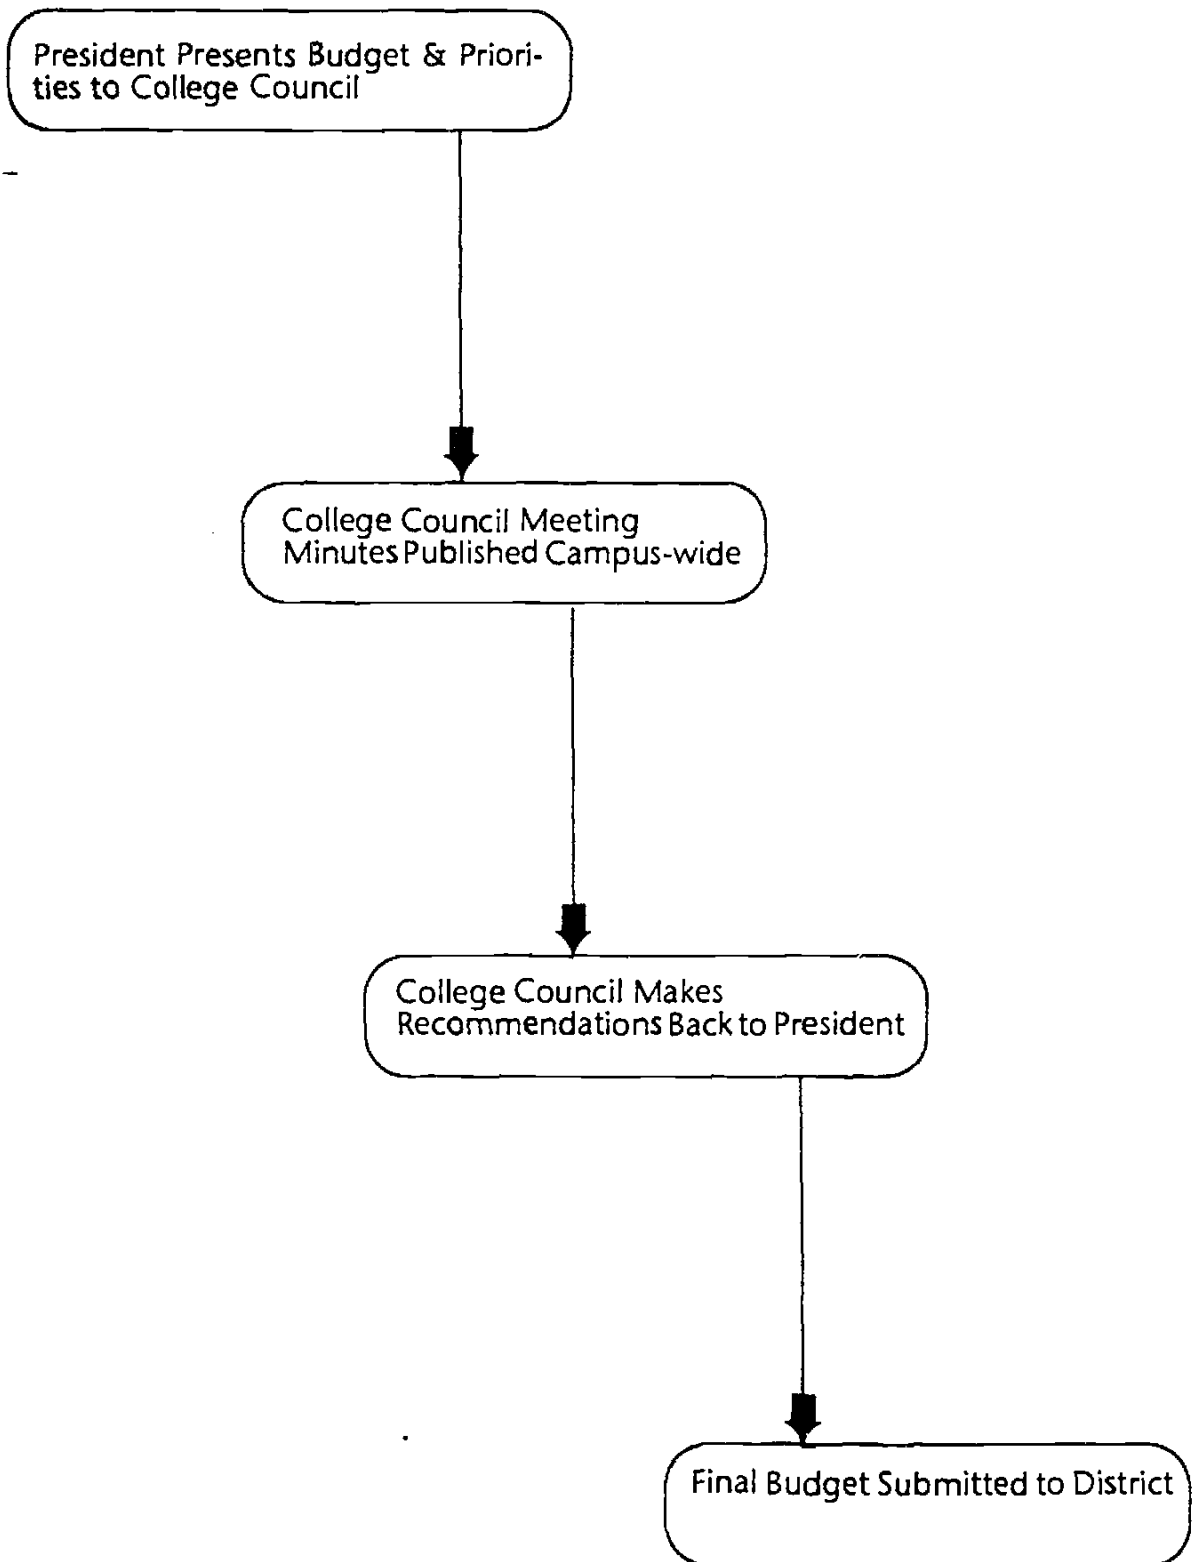 President Presents Budget & Priori-
ties to College Council
College Council Meeting
Minutes Published Campus-wide
College Council Makes
Recommendations Back to President
Final Budget Submitted to District